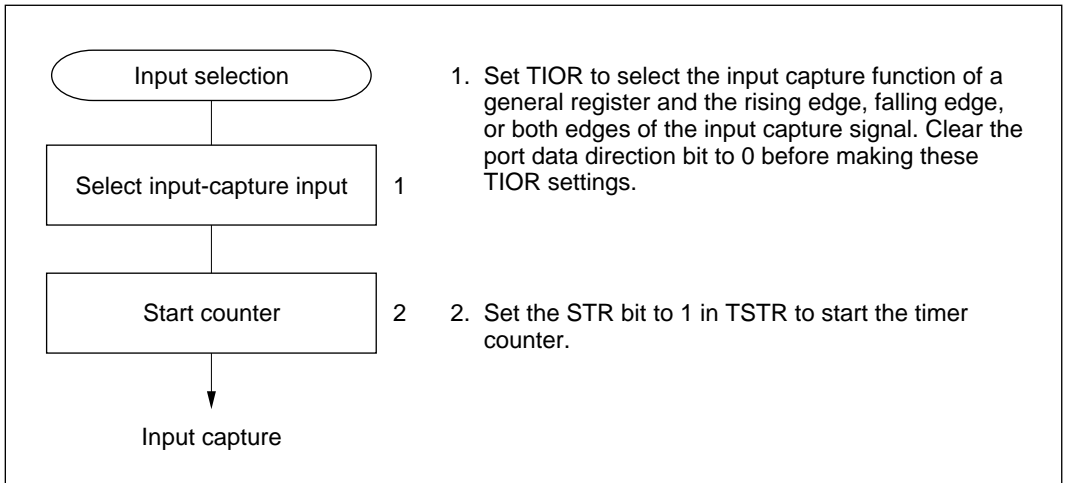 Input selection
Select input-capture input
1
Start counter
2
Input capture
1. Set TIOR to select the input capture function of a
general register and the rising edge, falling edge,
or both edges of the input capture signal. Clear the
port data direction bit to 0 before making these
TIOR settings.
2. Set the STR bit to 1 in TSTR to start the timer
counter.